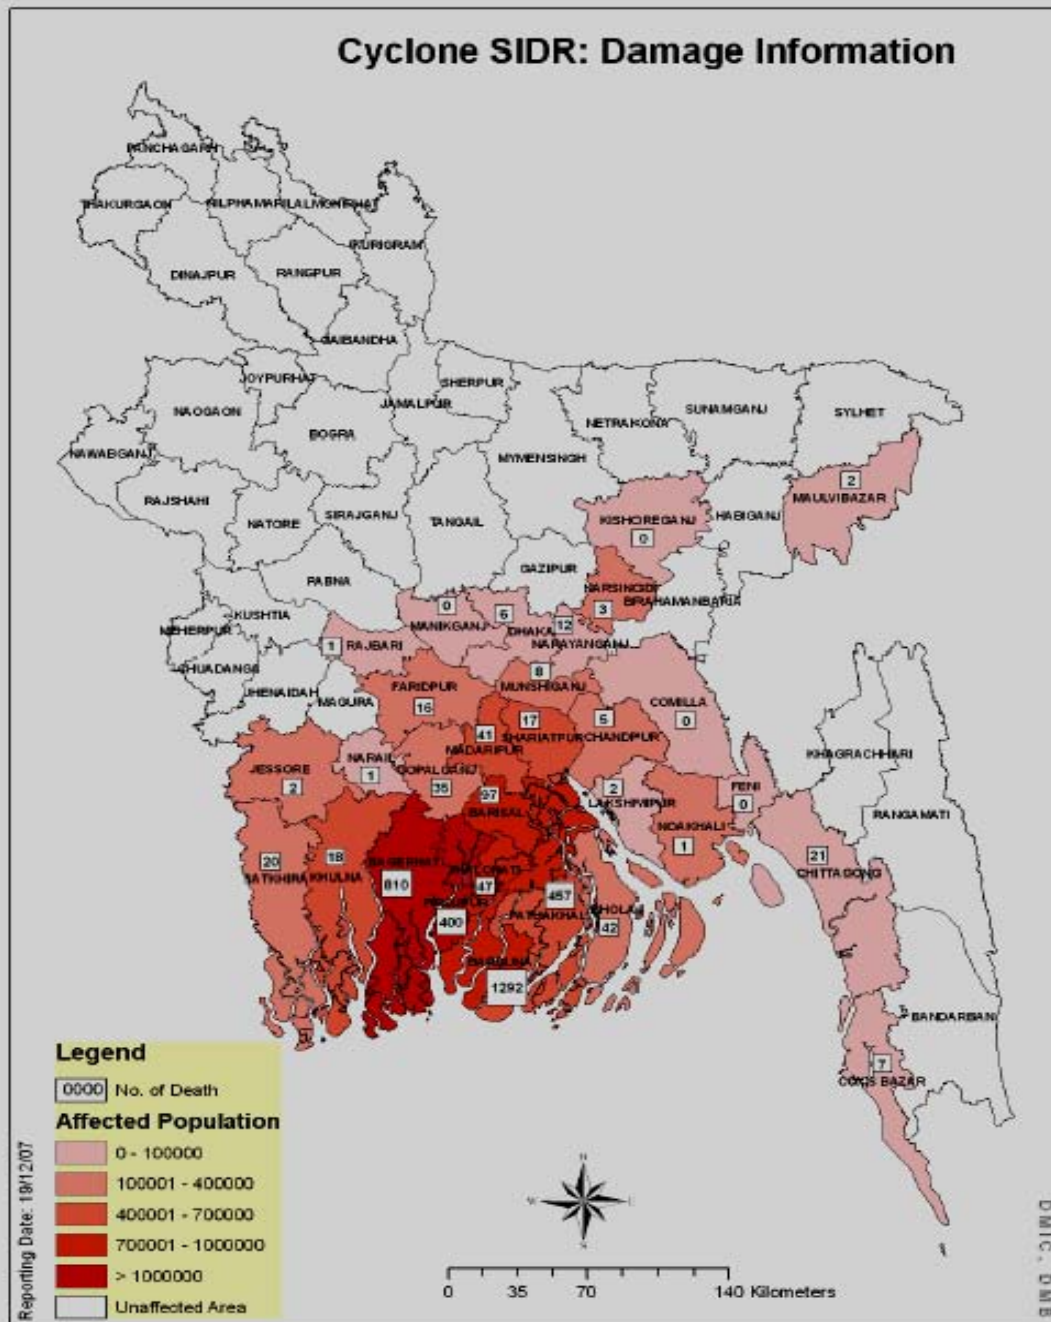 Cyclone SIDR: Damage Information
PANCHAGARH
THAKURGAON
NILPHAMARI
LALMONIRHAT
KURIGRAM
DINAJPUR
RANGPUR
GAIBANDHA
JOYPURHAT
SHERPUR
NAOGAON
JAMALPUR
NETRAKONA
SUNAMGANJ
SYLHET
BOGRA
NAWABGANJ
MYMENSINGH
2
MAULVIBAZAR
RAJSHAHI
NATORE
SIRAJGANJ
TANGAIL
KISHOREGANJ
0
HABIGANJ
GAZIPUR
PABNA
NARSINGDI
3
BRAHAMANBARIA
KUSHTIA
MEHERPUR
0
MANIKGANJ
6
DHAKA
12
NARAYANGANJ
1
RAJBARI
CHUADANGA
JHENAIDAH
MAGURA
FARIDPUR
16
8
MUNSHIGANJ
COMILLA
0
17
SHARIATPUR
5
CHANDPUR
41
MADARIPUR
KHAGRACHHARI
JESSORE
2
NARAIL
1
GOPALGANJ
35
97
BARISAL
2
LAKSHMIPUR
FENI
0
RANGAMATI
NOAKHALI
1
20
SATKHIRA
18
KHULNA
BAGERHAT
810
JHALOKATI
47
PIROJPUR
400
457
PATUAKHALI
BHOLA
42
21
CHITTAGONG
BARGUNA
1292
BANDARBAN
7
COXS BAZAR
Legend
0000 No. of Death
Affected Population
0 - 100000
100001 - 400000
400001 - 700000
700001 - 1000000
> 1000000
Unaffected Area
Reporting Date: 19/12/07
N
W E
S
0 35 70 140 Kilometers
DMIC, DMB